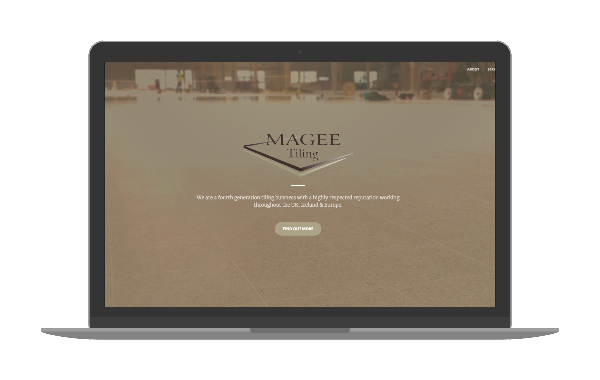 ABOUT
MAGEE
Tiling
We are a fourth generation tiling business with a highly respected reputation working
throughout the UK, Ireland & Europe.
FIND OUT MORE